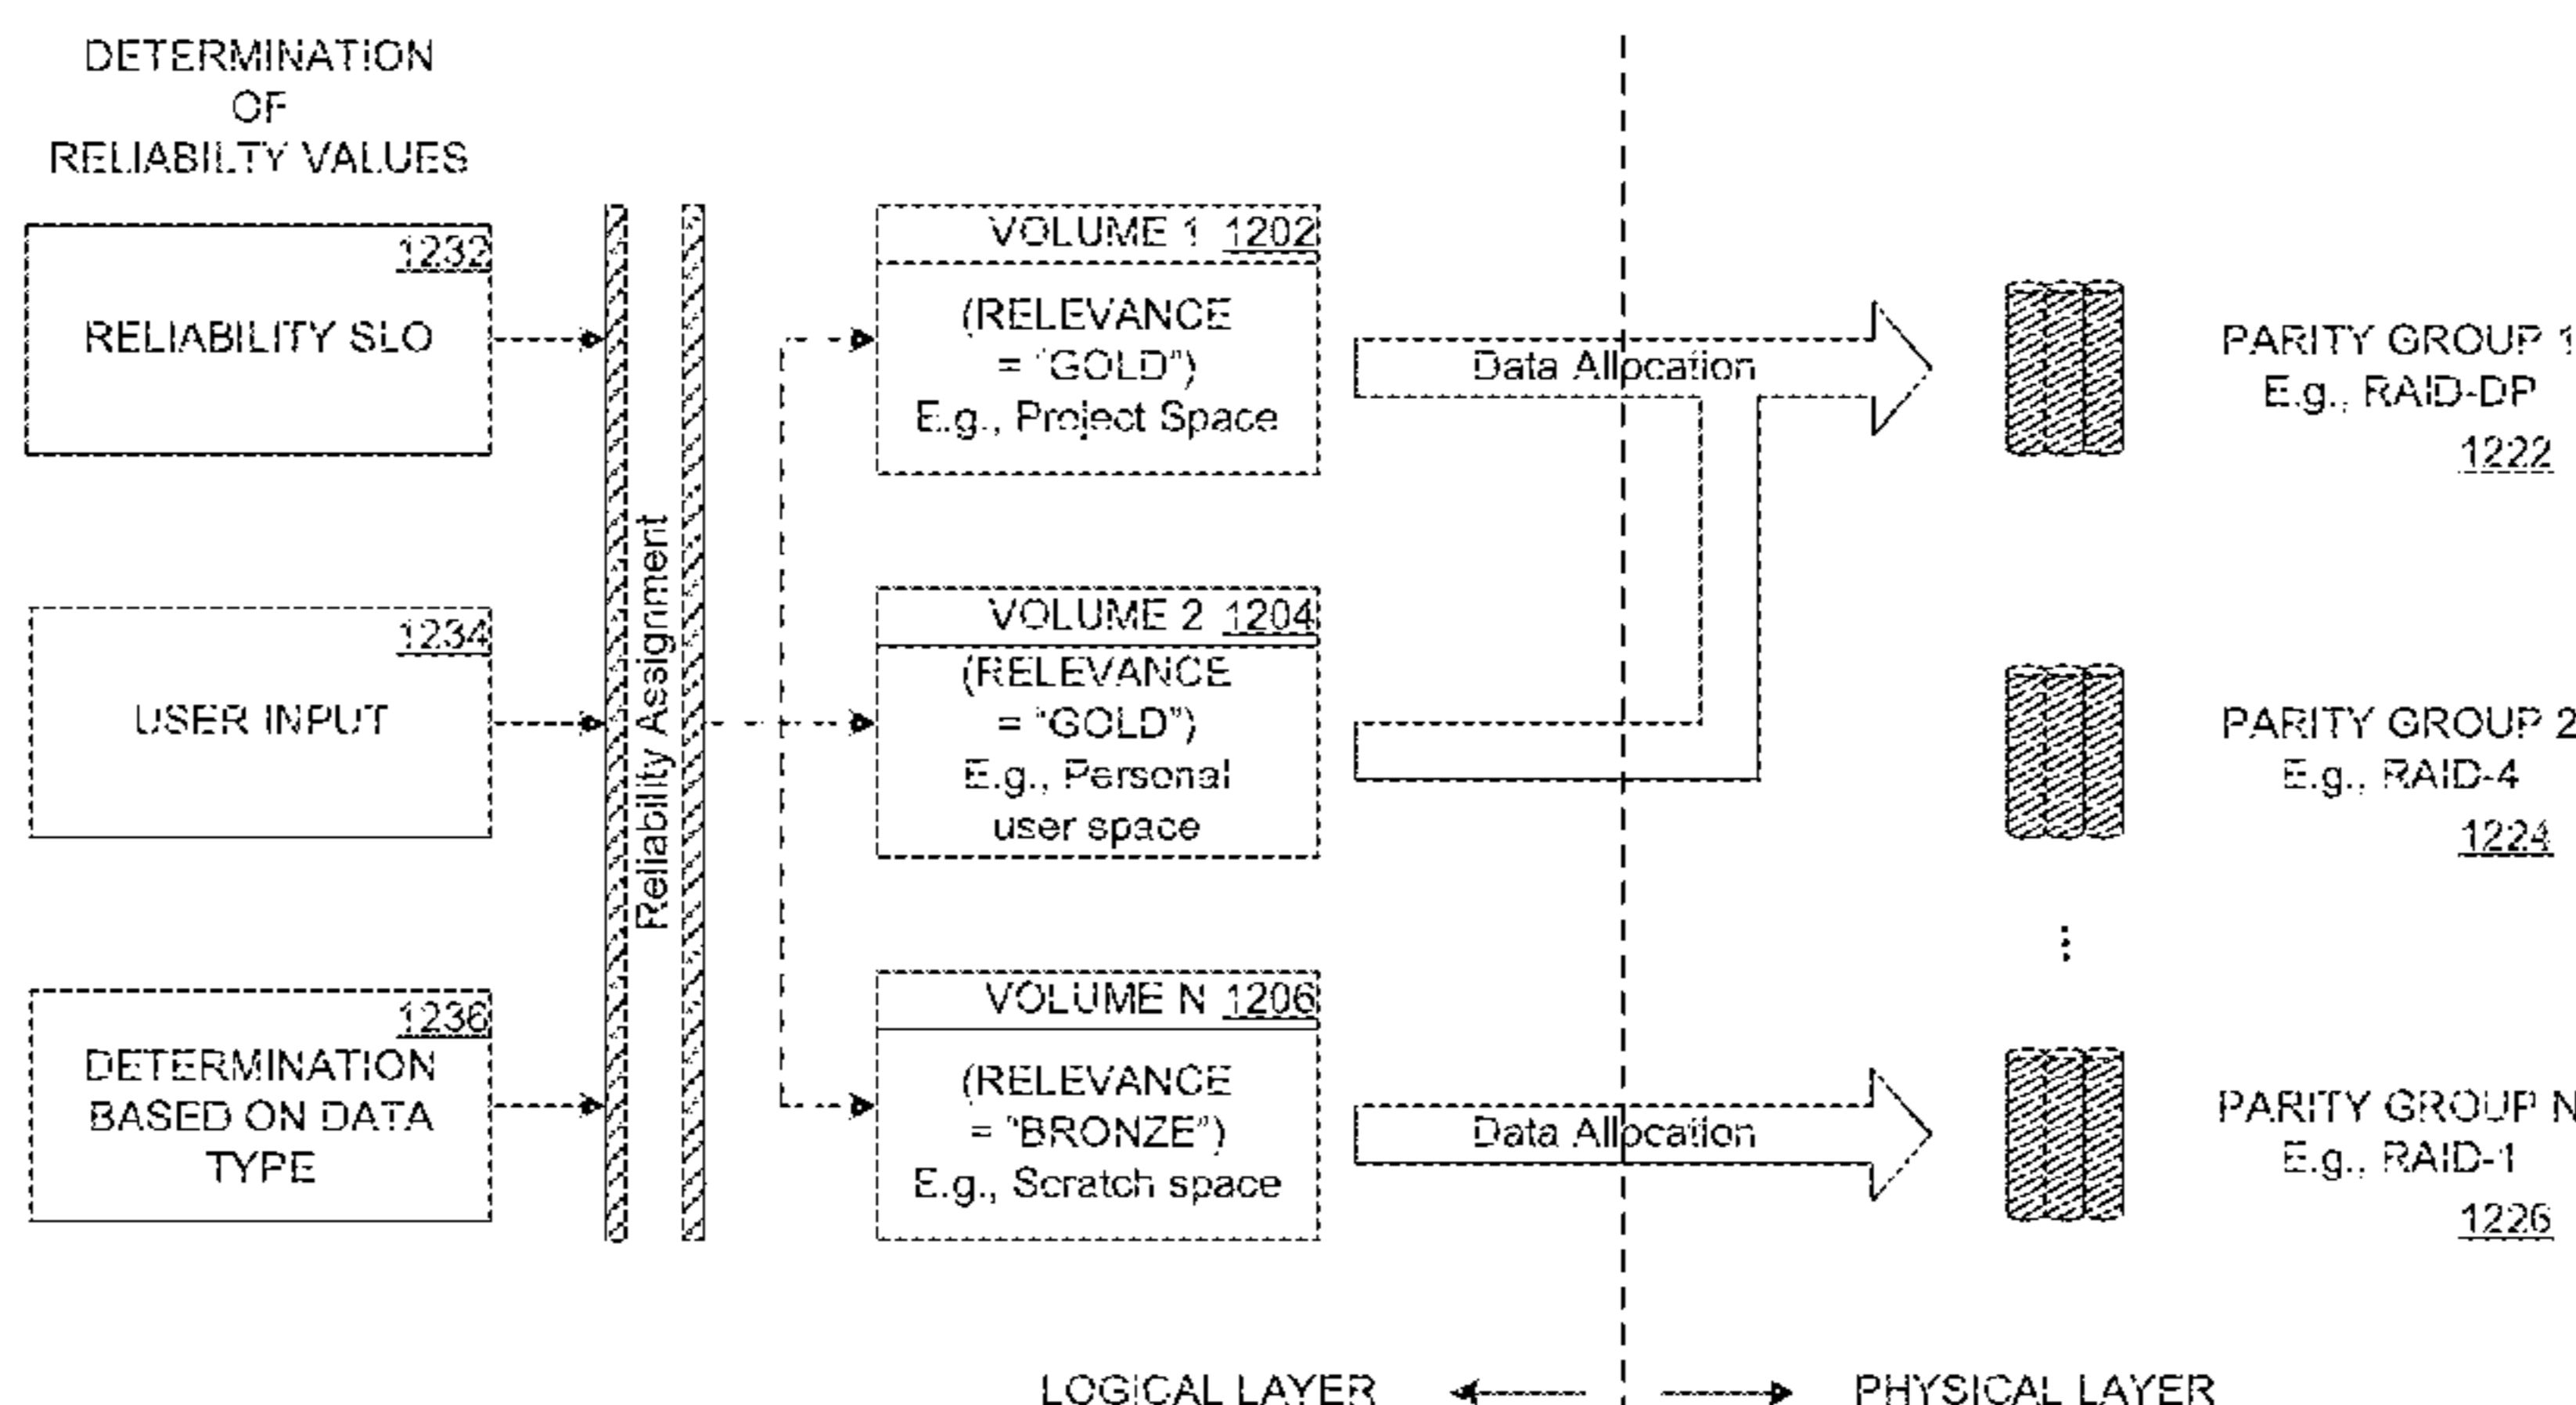 DETERMINATION
OF
RELIABILTY VALUES
1232
RELIABILITY SLO
1234
USER INPUT
1236
DETERMINATION
BASED ON DATA
TYPE
Reliability Assignment
VOLUME 1 1202
(RELEVANCE
= "GOLD")
E.g., Project Space
VOLUME 2 1204
(RELEVANCE
= "GOLD")
E.g., Personal
user space
VOLUME N 1206
(RELEVANCE
= "BRONZE")
E.g., Scratch space
Data Allocation
Data Allocation
PARITY GROUP 1
E.g., RAID-DP
1222
PARITY GROUP 2
E.g., RAID-4
1224
⋮
PARITY GROUP N
E.g., RAID-1
1226
LOGICAL LAYER
PHYSICAL LAYER